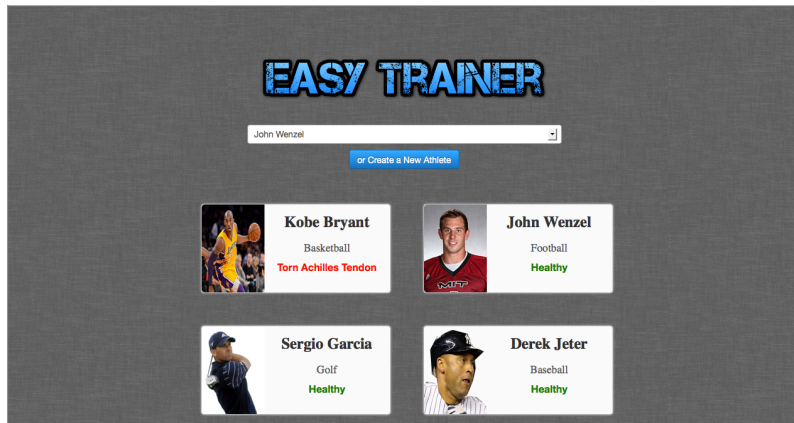 EASY TRAINER
John Wenzel
or Create a New Athlete
Kobe Bryant
Basketball
Torn Achilles Tendon
John Wenzel
Football
Healthy
MIT
Sergio Garcia
Golf
Healthy
Derek Jeter
Baseball
Healthy